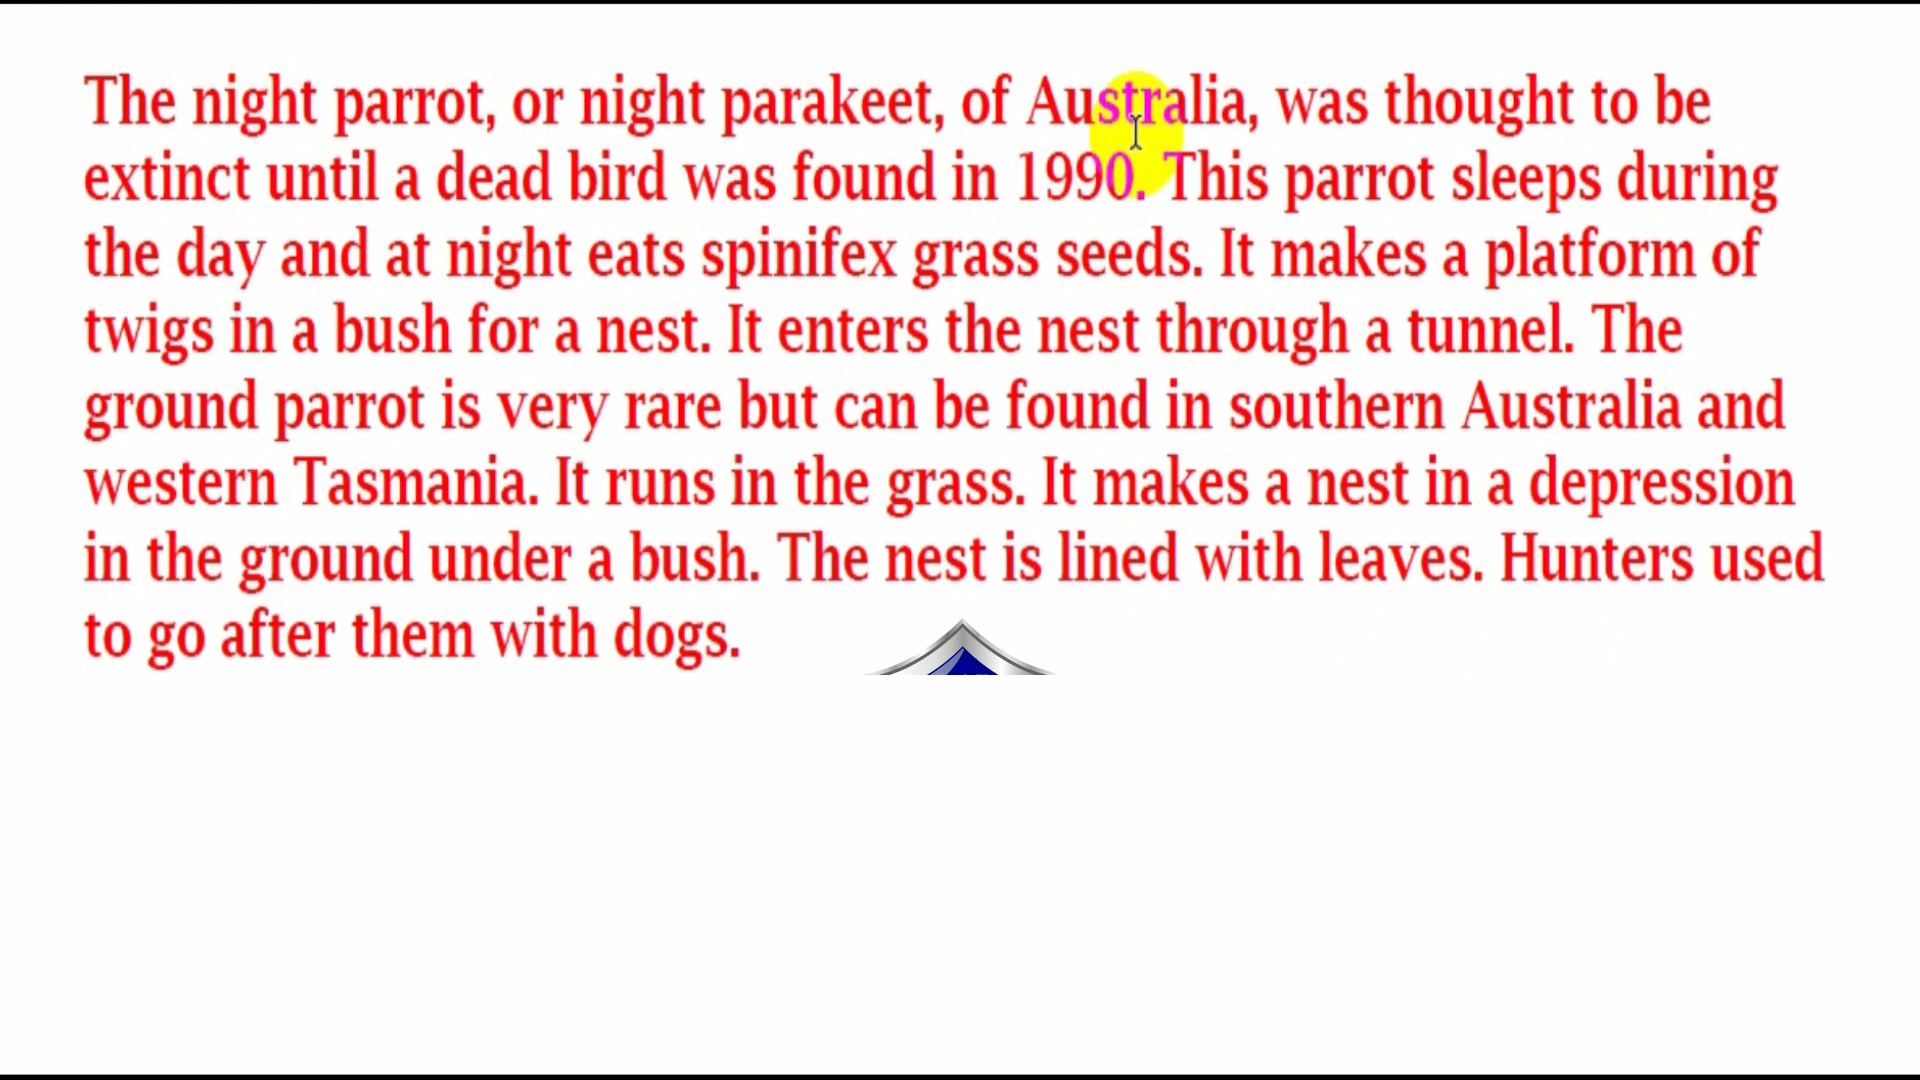 The night parrot, or night parakeet, of Australia, was thought to be
extinct until a dead bird was found in 1990. This parrot sleeps during
the day and at night eats spinifex grass seeds. It makes a platform of
twigs in a bush for a nest. It enters the nest through a tunnel. The
ground parrot is very rare but can be found in southern Australia and
western Tasmania. It runs in the grass. It makes a nest in a depression
in the ground under a bush. The nest is lined with leaves. Hunters used
to go after them with dogs.